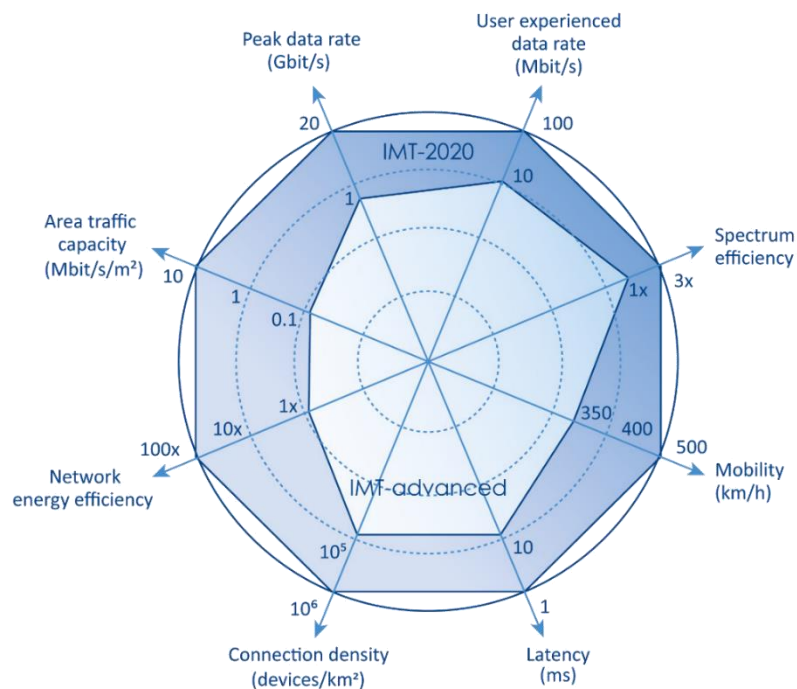 User experienced
data rate
(Mbit/s)
Peak data rate
(Gbit/s)
20
100
IMT-2020
10
1
Area traffic
capacity
(Mbit/s/m²)
Spectrum
efficiency
10
1
1x
3x
0.1
1x
350
10x
400
100x
500
Network
energy efficiency
Mobility
(km/h)
IMT-advanced
10⁵
10
10⁶
1
Connection density
(devices/km²)
Latency
(ms)